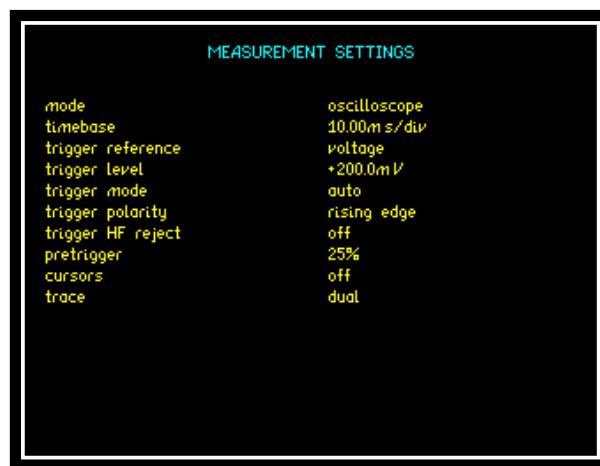 MEASUREMENT SETTINGS
mode oscilloscope
timebase 10.00m s/div
trigger reference voltage
trigger level +200.0mV
trigger mode auto
trigger polarity rising edge
trigger HF reject off
pretrigger 25%
cursors off
trace dual